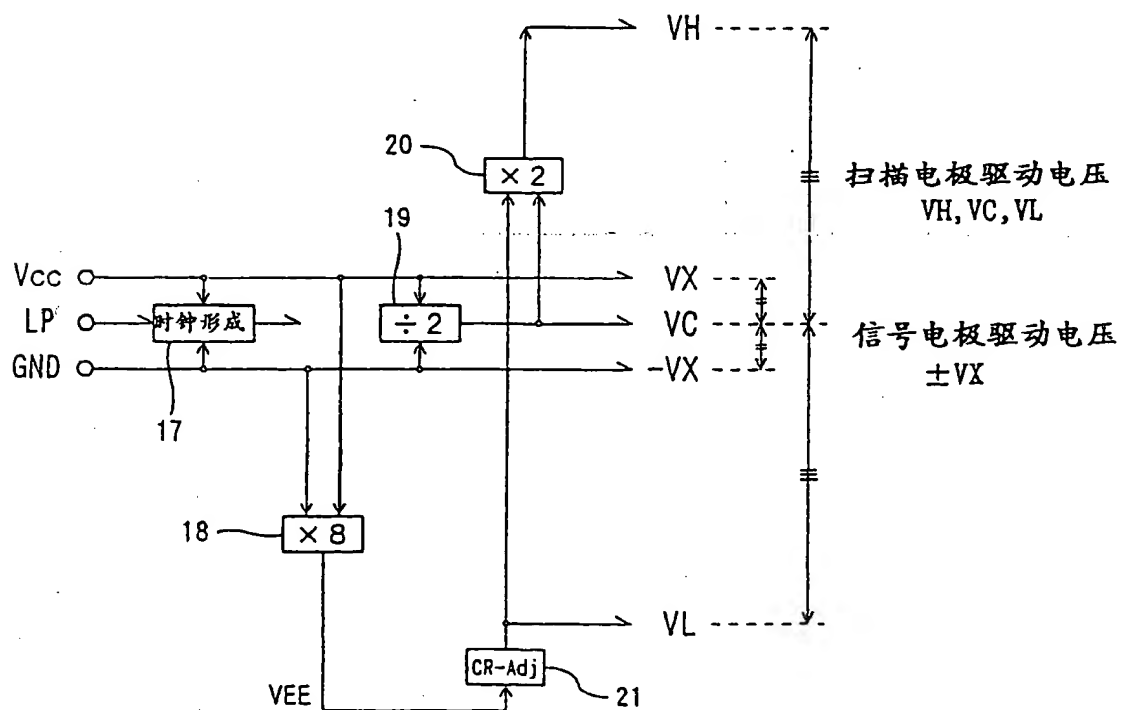 VH
20
×2
扫描电极驱动电压
VH,VC,VL
19
Vcc
VX
LP
时钟形成
÷2
VC
信号电极驱动电压
GND
-VX
±VX
17
18
×8
VL
CR-Adj
VEE
21